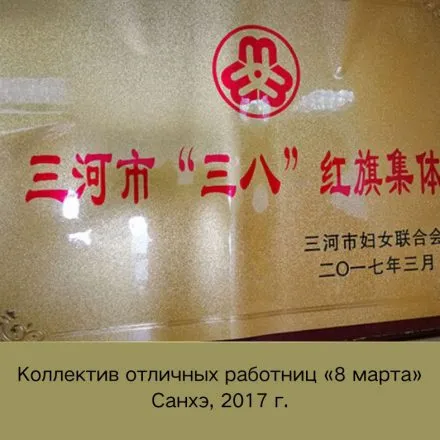 三河市“三八”红旗集体
三河市妇女联合会
二〇一七年三月
Коллектив отличных работниц «8 марта»
Санхэ, 2017 г.